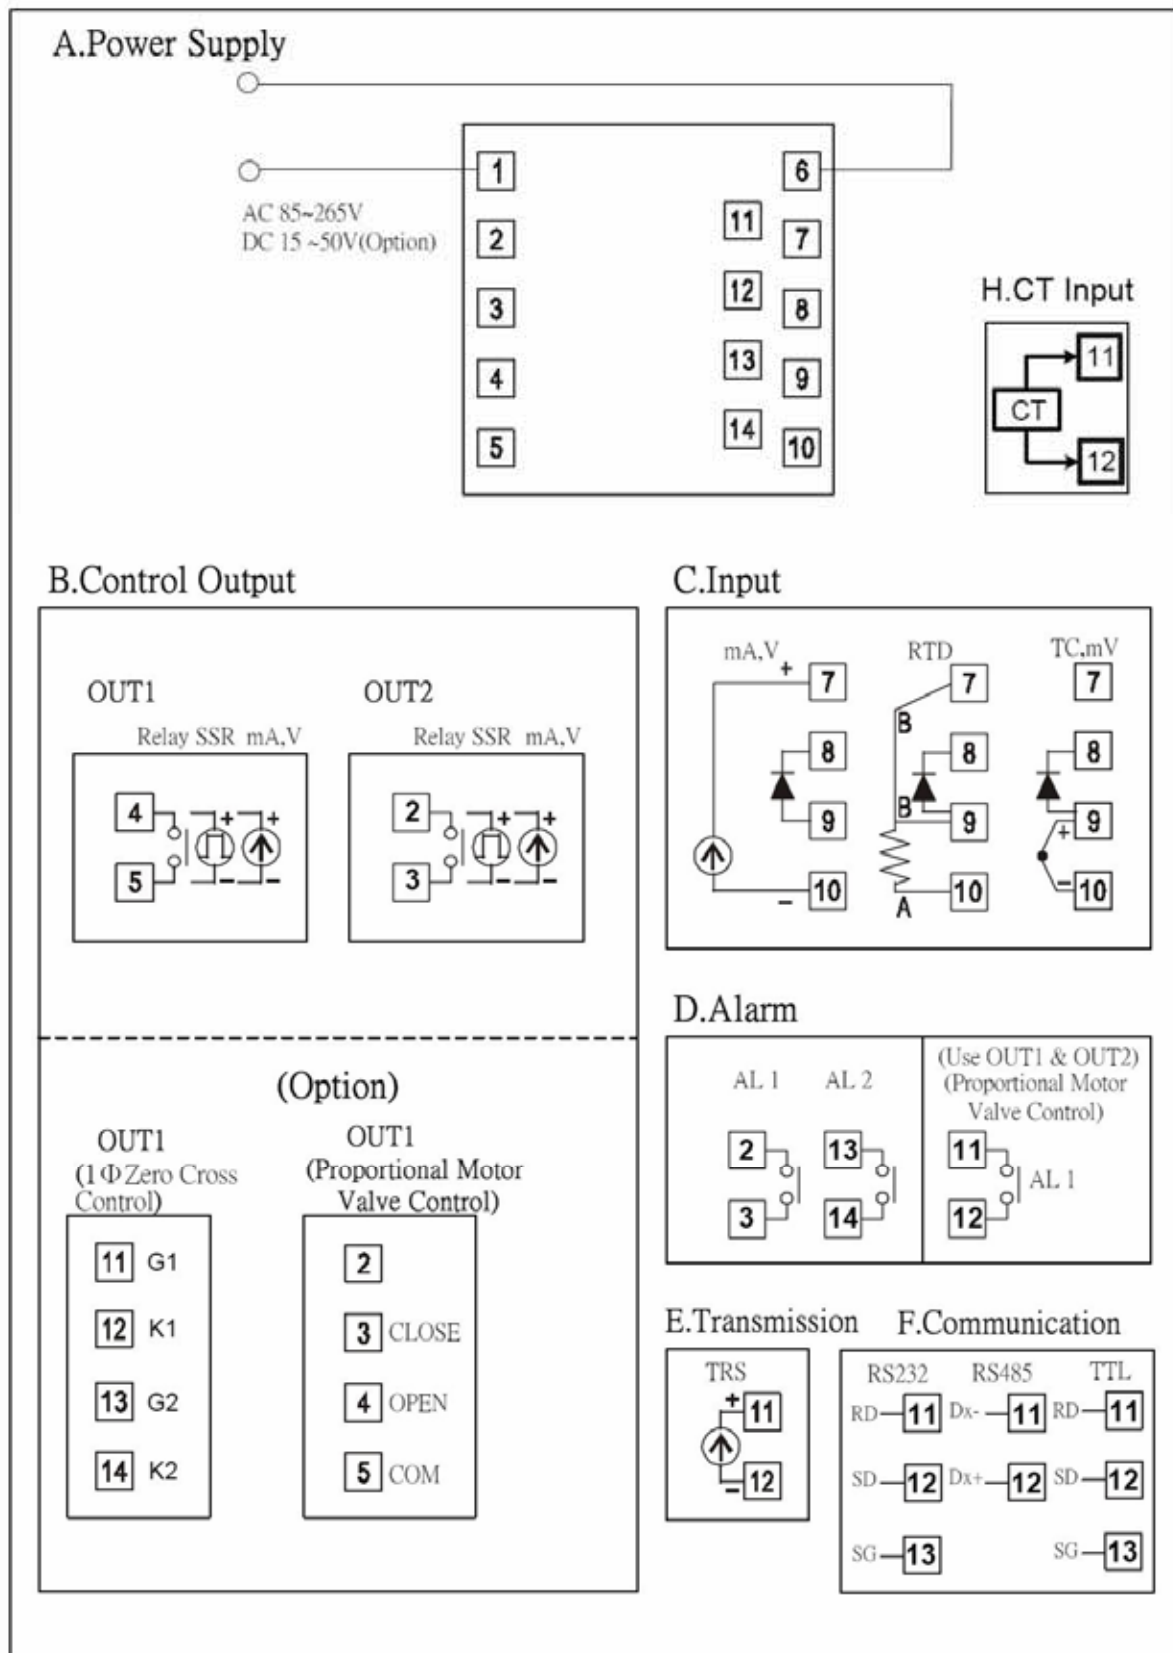 A.Power Supply
AC 85~265V
DC 15 ~50V(Option)
1
6
11
2
7
12
3
8
13
4
9
14
5
10
H.CT Input
11
CT
12
B.Control Output
OUT1
OUT2
Relay SSR mA,V
Relay SSR mA,V
4
+
+
5
–
–
2
+
+
3
–
–
(Option)
OUT1
(1ΦZero Cross
Control)
11 G1
12 K1
13 G2
14 K2
OUT1
(Proportional Motor
Valve Control)
2
3 CLOSE
4 OPEN
5 COM
C.Input
mA,V
+
7
8
9
–
10
RTD
7
B
8
B
9
A
10
TC,mV
7
8
9
+
–
10
D.Alarm
AL 1
AL 2
2
13
3
14
(Use OUT1 & OUT2)
(Proportional Motor
Valve Control)
11
AL 1
12
E.Transmission
TRS
+
11
–
12
F.Communication
RS232
RS485
TTL
RD 11
Dx- 11
RD 11
SD 12
Dx+ 12
SD 12
SG 13
SG 13